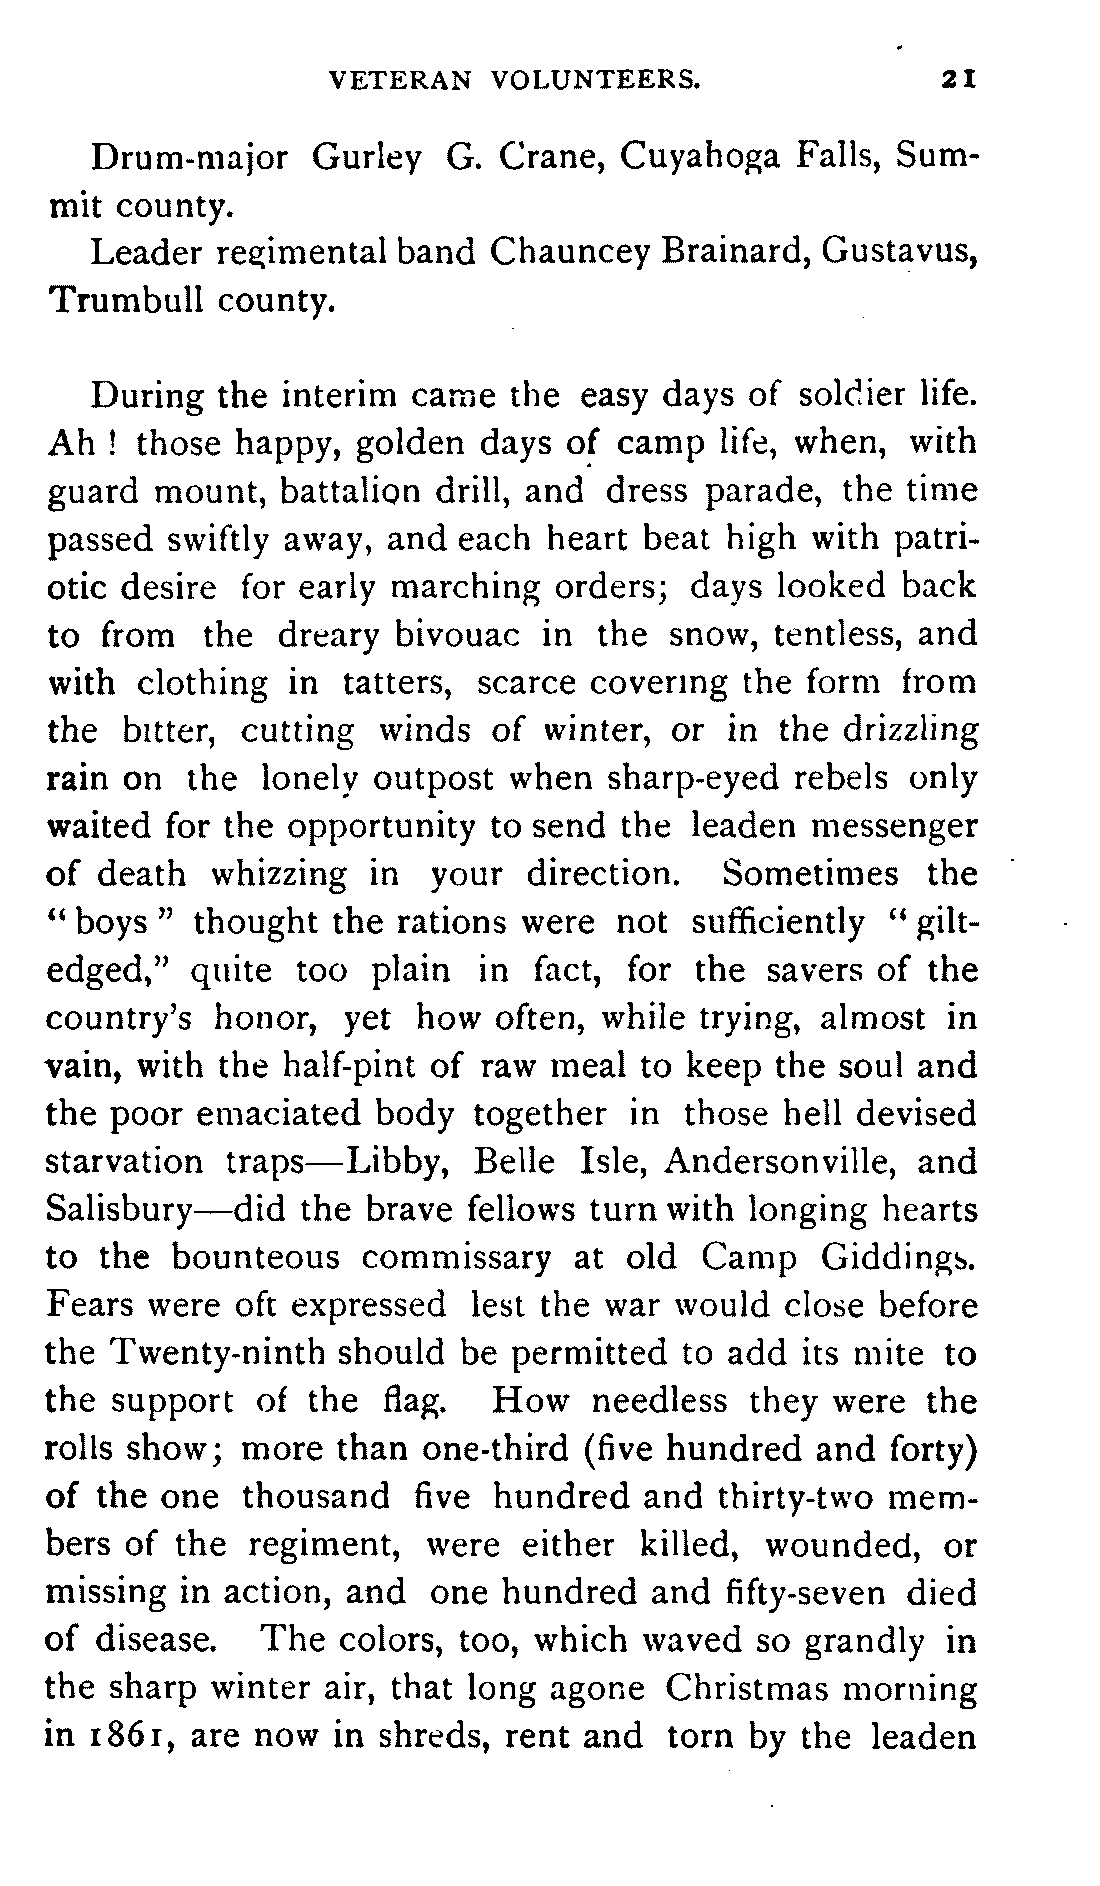 VETERAN VOLUNTEERS. 21
Drum-major Gurley G. Crane, Cuyahoga Falls, Sum-
mit county.
Leader regimental band Chauncey Brainard, Gustavus,
Trumbull county.
During the interim came the easy days of soldier life.
Ah ! those happy, golden days of camp life, when, with
guard mount, battalion drill, and dress parade, the time
passed swiftly away, and each heart beat high with patri-
otic desire for early marching orders; days looked back
to from the dreary bivouac in the snow, tentless, and
with clothing in tatters, scarce covering the form from
the bitter, cutting winds of winter, or in the drizzling
rain on the lonely outpost when sharp-eyed rebels only
waited for the opportunity to send the leaden messenger
of death whizzing in your direction. Sometimes the
“ boys ” thought the rations were not sufficiently “ gilt-
edged,” quite too plain in fact, for the savers of the
country’s honor, yet how often, while trying, almost in
vain, with the half-pint of raw meal to keep the soul and
the poor emaciated body together in those hell devised
starvation traps—Libby, Belle Isle, Andersonville, and
Salisbury—did the brave fellows turn with longing hearts
to the bounteous commissary at old Camp Giddings.
Fears were oft expressed lest the war would close before
the Twenty-ninth should be permitted to add its mite to
the support of the flag. How needless they were the
rolls show; more than one-third (five hundred and forty)
of the one thousand five hundred and thirty-two mem-
bers of the regiment, were either killed, wounded, or
missing in action, and one hundred and fifty-seven died
of disease. The colors, too, which waved so grandly in
the sharp winter air, that long agone Christmas morning
in 1861, are now in shreds, rent and torn by the leaden